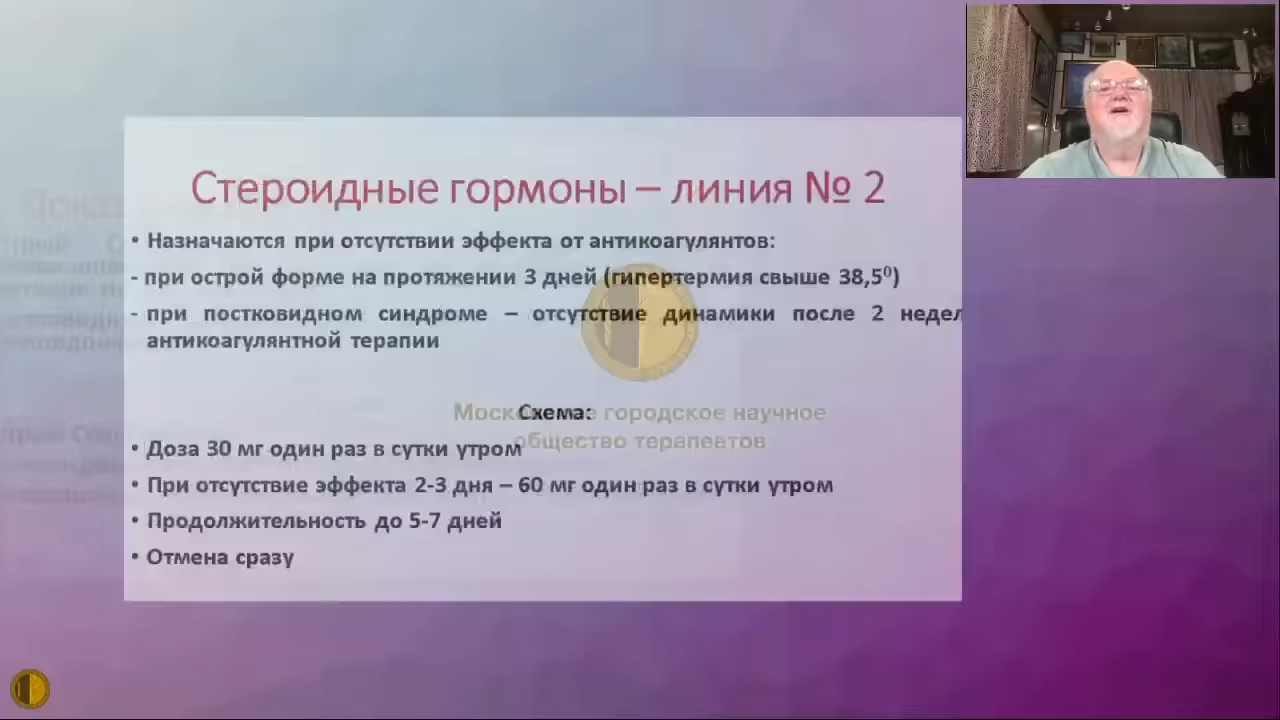 Стероидные гормоны – линия № 2
• Назначаются при отсутствии эффекта от антикоагулянтов:
- при острой форме на протяжении 3 дней (гипертермия свыше 38,5⁰)
- при постковидном синдроме – отсутствие динамики после 2 недел
антикоагулянтной терапии
Схема:
Московское городское научное
общество терапевтов
• Доза 30 мг один раз в сутки утром
• При отсутствие эффекта 2-3 дня – 60 мг один раз в сутки утром
• Продолжительность до 5-7 дней
• Отмена сразу